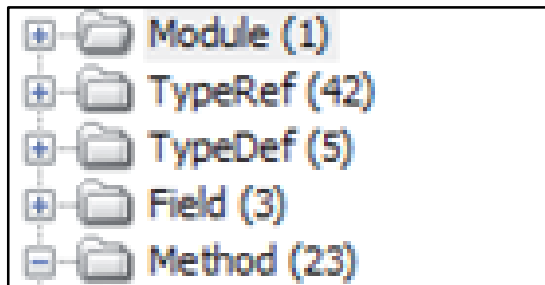 Module (1)
TypeRef (42)
TypeDef (5)
Field (3)
Method (23)